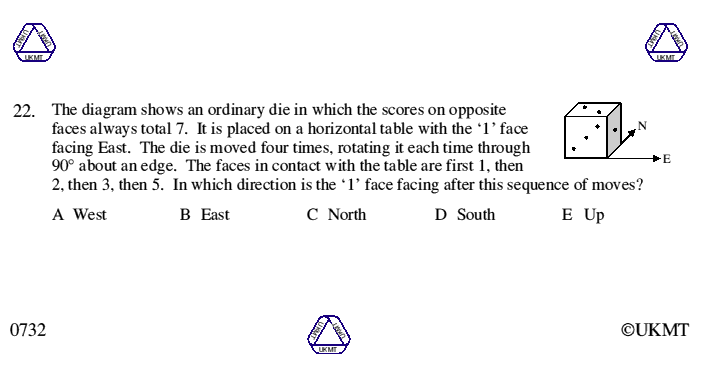 22. The diagram shows an ordinary die in which the scores on opposite
faces always total 7. It is placed on a horizontal table with the ‘1’ face
facing East. The die is moved four times, rotating it each time through
90° about an edge. The faces in contact with the table are first 1, then
2, then 3, then 5. In which direction is the ‘1’ face facing after this sequence of moves?
N
E
A West B East C North D South E Up
0732
UKMT
©UKMT